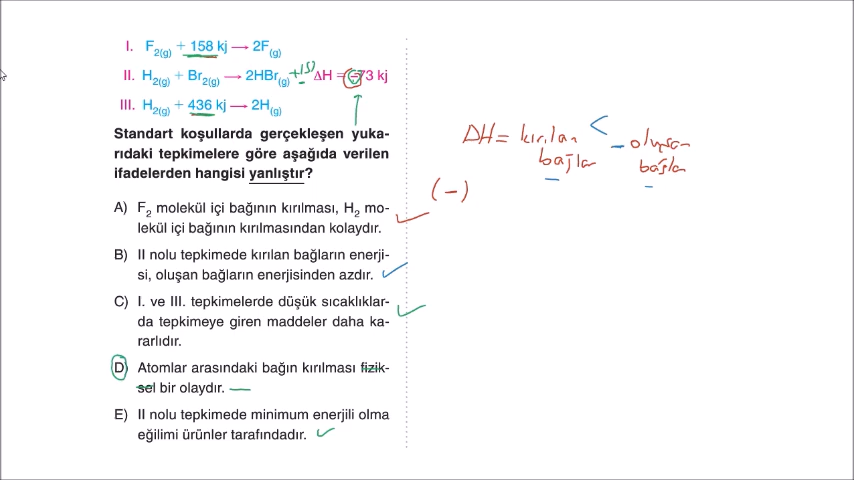 I. F2(g) + 158 kj → 2F(g)
II. H2(g) + Br2(g) → 2HBr(g) ΔH = –73 kj
III. H2(g) + 436 kj → 2H(g)
Standart koşullarda gerçekleşen yuka-
rıdaki tepkimelere göre aşağıda verilen
ifadelerden hangisi yanlıştır?
A) F2 molekül içi bağının kırılması, H2 mo-
lekül içi bağının kırılmasından kolaydır.
B) II nolu tepkimede kırılan bağların enerji-
si, oluşan bağların enerjisinden azdır.
C) I. ve III. tepkimelerde düşük sıcaklıklar-
da tepkimeye giren maddeler daha ka-
rarlıdır.
D) Atomlar arasındaki bağın kırılması fizik-
sel bir olaydır.
E) II nolu tepkimede minimum enerjili olma
eğilimi ürünler tarafındadır.
ΔH = kırılan < – oluşan
bağlar bağlar
(–)